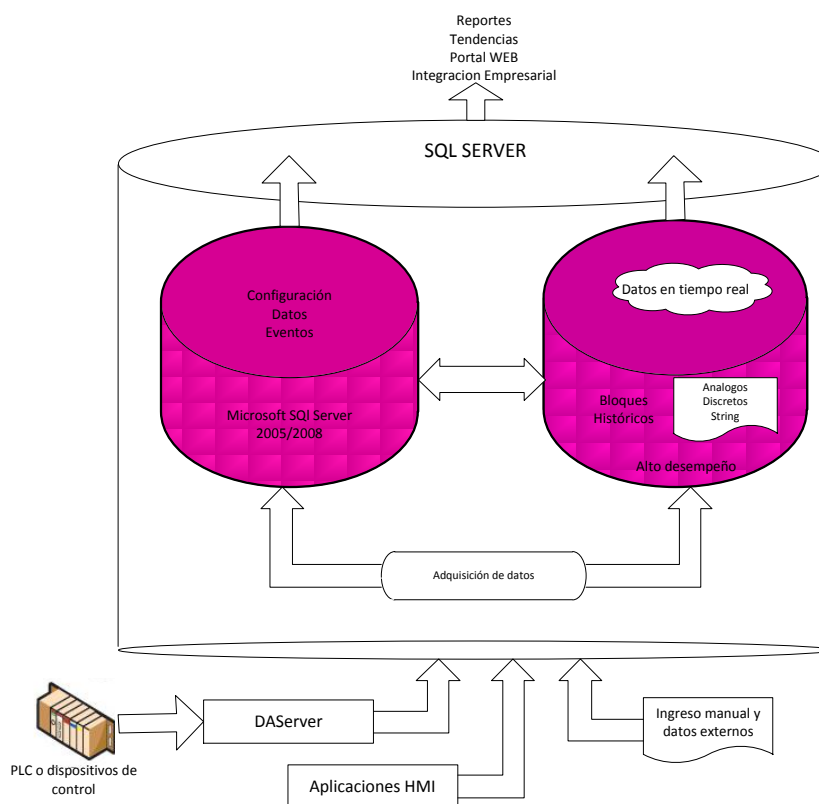 Reportes
Tendencias
Portal WEB
Integracion Empresarial
SQL SERVER
Configuración
Datos
Eventos
Microsoft SQl Server
2005/2008
Datos en tiempo real
Bloques
Históricos
Analogos
Discretos
String
Alto desempeño
Adquisición de datos
PLC o dispositivos de
control
DAServer
Aplicaciones HMI
Ingreso manual y
datos externos